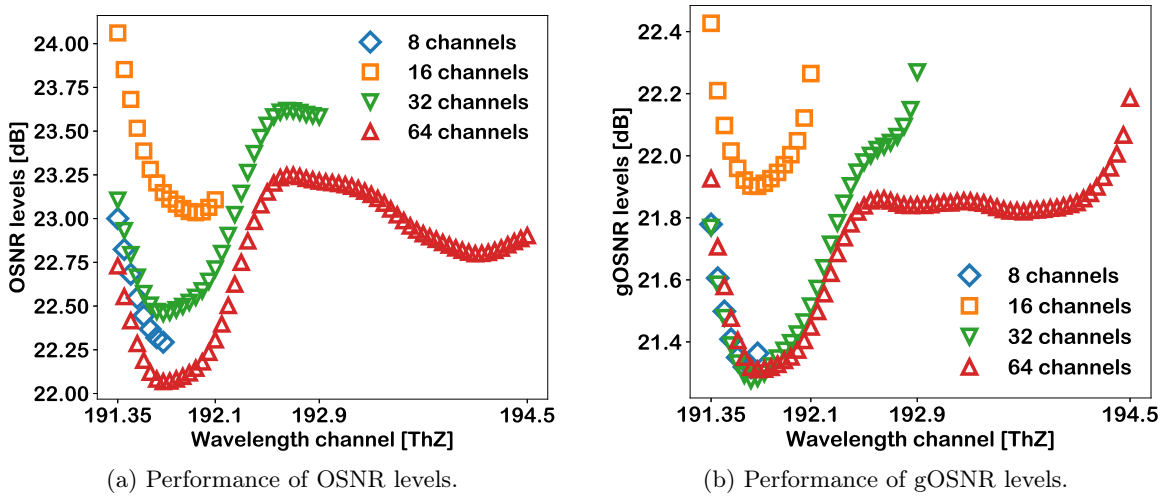 24.00
23.75
23.50
23.25
23.00
22.75
22.50
22.25
22.00
OSNR levels [dB]
8 channels
16 channels
32 channels
64 channels
191.35 192.1 192.9 194.5
Wavelength channel [ThZ]
(a) Performance of OSNR levels.
22.4
22.2
22.0
21.8
21.6
21.4
gOSNR levels [dB]
8 channels
16 channels
32 channels
64 channels
191.35 192.1 192.9 194.5
Wavelength channel [ThZ]
(b) Performance of gOSNR levels.